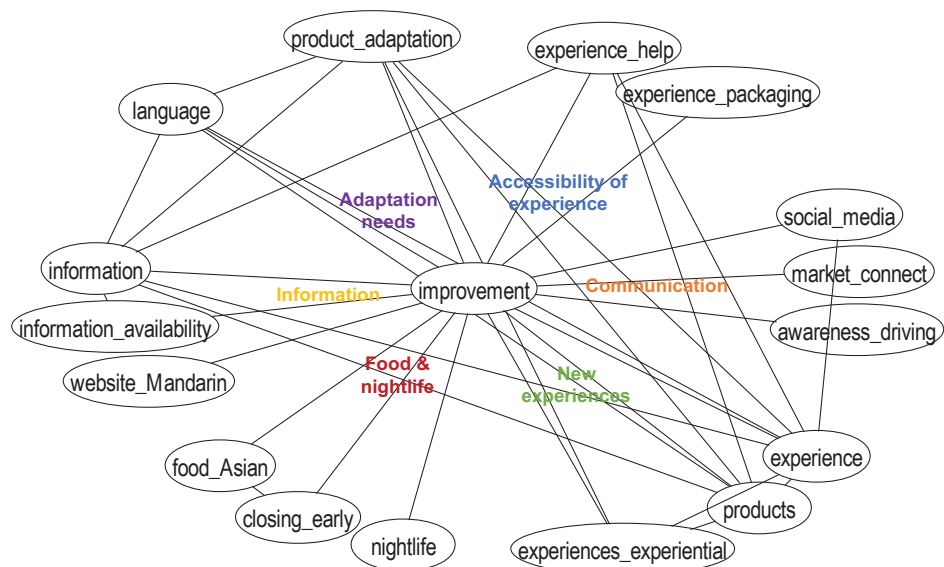 product_adaptation
experience_help
experience_packaging
language
Accessibility of
experience
Adaptation
needs
social_media
information
improvement
market_connect
Information
Communication
information_availability
awareness_driving
website_Mandarin
Food &
nightlife
New
experiences
food_Asian
experience
closing_early
products
nightlife
experiences_experiential